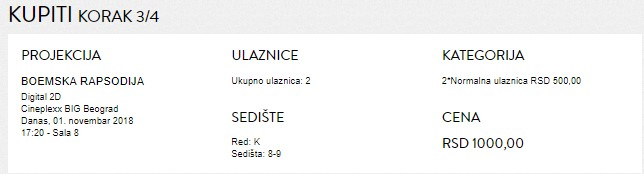 KUPITI KORAK 3/4
PROJEKCIJA
BOEMSKA RAPSODIJA
Digital 2D
Cineplexx BIG Beograd
Danas, 01. novembar 2018
17:20 - Sala 8
ULAZNICE
Ukupno ulaznica: 2
SEDIŠTE
Red: K
Sedišta: 8-9
KATEGORIJA
2*Normalna ulaznica RSD 500,00
CENA
RSD 1000,00